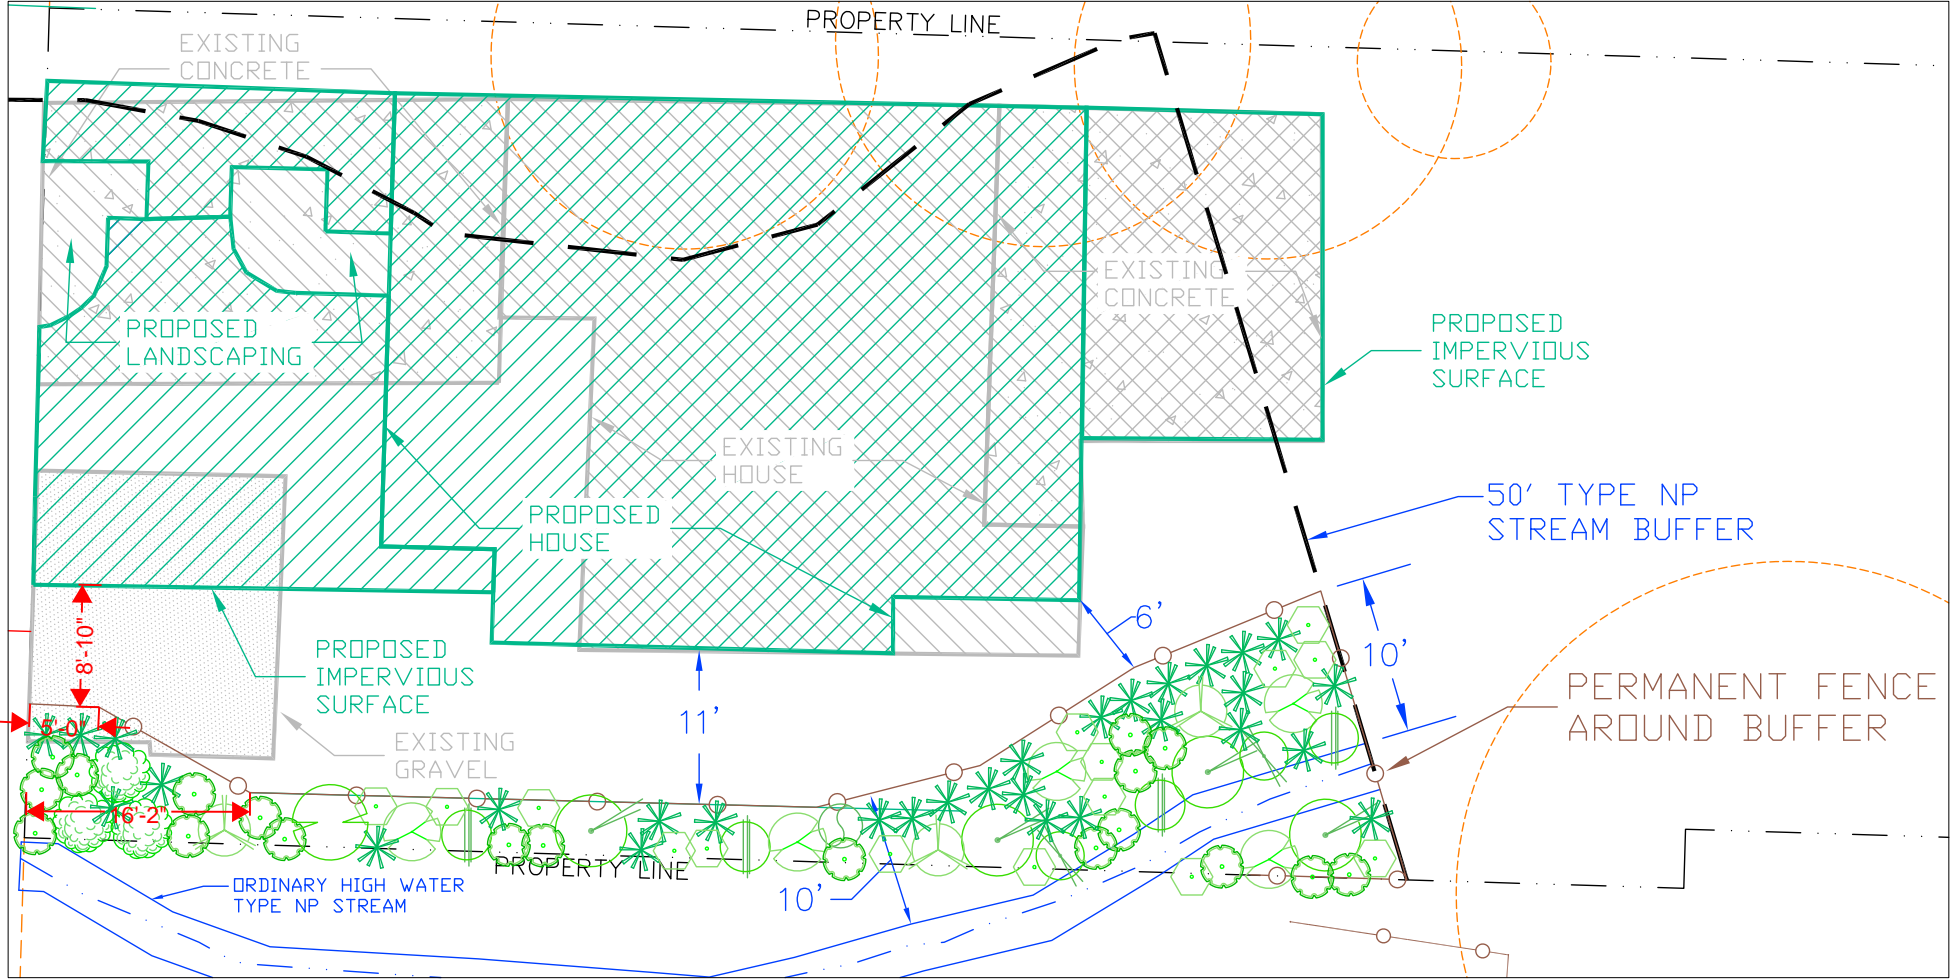 PROPERTY LINE
EXISTING
CONCRETE
EXISTING
CONCRETE
PROPOSED
LANDSCAPING
PROPOSED
IMPERVIOUS
SURFACE
EXISTING
HOUSE
PROPOSED
HOUSE
50' TYPE NP
STREAM BUFFER
6'
10'
8'-10"
PROPOSED
IMPERVIOUS
SURFACE
PERMANENT FENCE
AROUND BUFFER
11'
5'-0"
EXISTING
GRAVEL
16'-2"
PROPERTY LINE
ORDINARY HIGH WATER
TYPE NP STREAM
10'